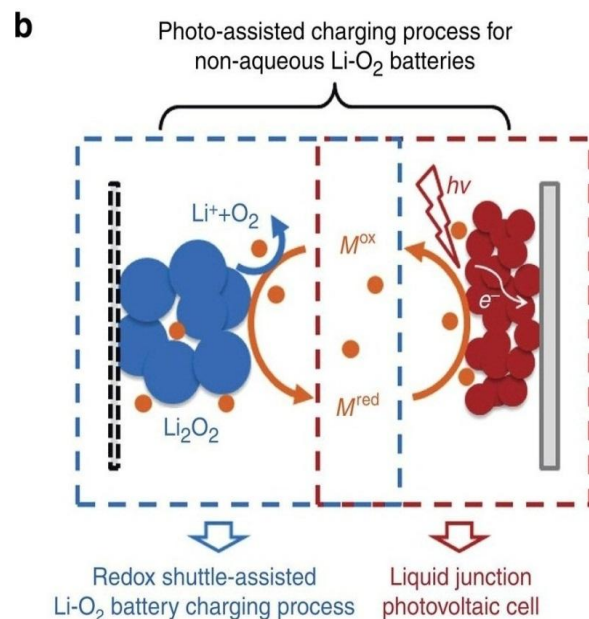 b
Photo-assisted charging process for
non-aqueous Li-O₂ batteries
Li⁺+O₂
hν
Mᵒˣ
e⁻
Mʳᵉᵈ
Li₂O₂
Redox shuttle-assisted
Li-O₂ battery charging process
Liquid junction
photovoltaic cell